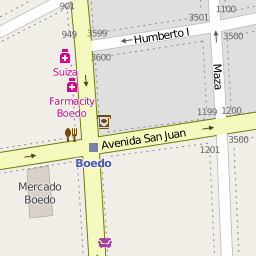 901
1100
3501
949
3599
Humberto I
3500
3600
Suiza
Maza
Farmacity
Boedo
1199
1200
Avenida San Juan
Boedo
1201
3500
Mercado
Boedo